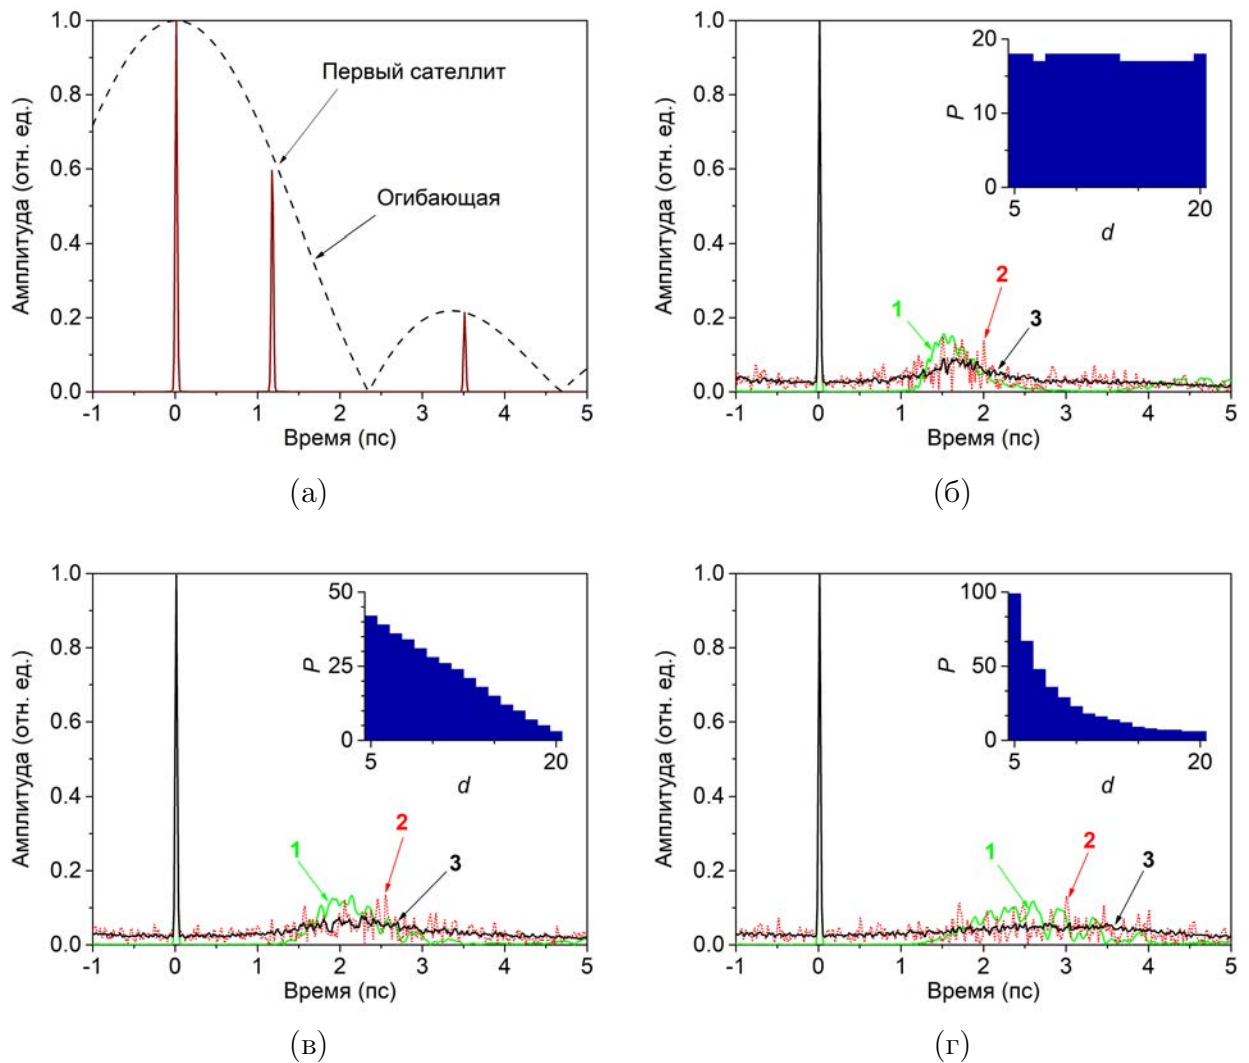 Амплитуда (отн. ед.)
1.0
0.8
0.6
0.4
0.2
0.0
Первый сателлит
Огибающая
-1 0 1 2 3 4 5
Время (пс)
(а)
Амплитуда (отн. ед.)
1.0
0.8
0.6
0.4
0.2
0.0
P
20
10
0
5 20
d
1 2 3
-1 0 1 2 3 4 5
Время (пс)
(б)
Амплитуда (отн. ед.)
1.0
0.8
0.6
0.4
0.2
0.0
P
50
25
0
5 20
d
1 2 3
-1 0 1 2 3 4 5
Время (пс)
(в)
Амплитуда (отн. ед.)
1.0
0.8
0.6
0.4
0.2
0.0
P
100
50
0
5 20
d
1 2 3
-1 0 1 2 3 4 5
Время (пс)
(г)